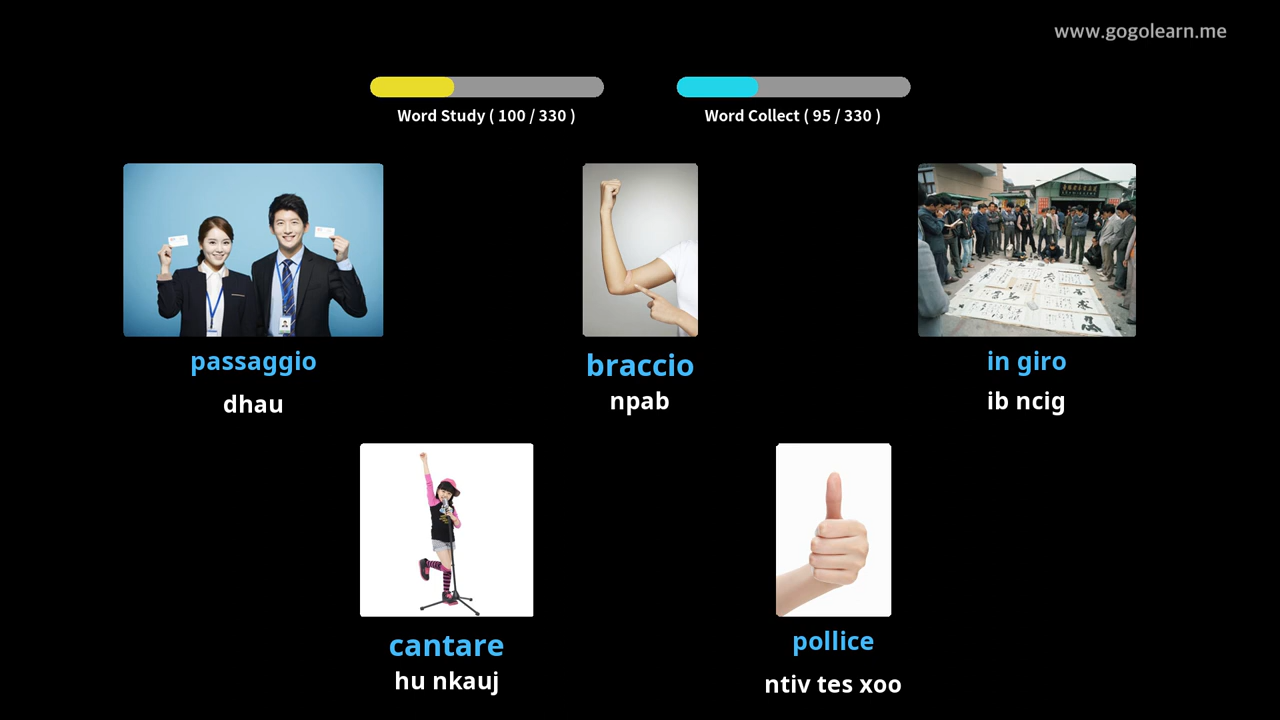 www.gogolearn.me
Word Study ( 100 / 330 )
Word Collect ( 95 / 330 )
passaggio
dhau
braccio
npab
in giro
ib ncig
cantare
hu nkauj
pollice
ntiv tes xoo